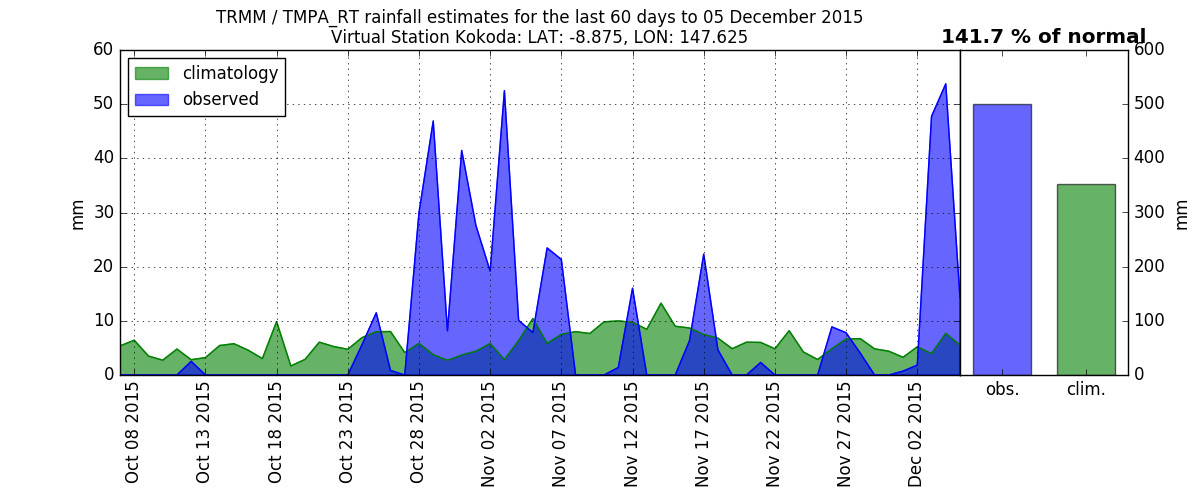 TRMM / TMPA_RT rainfall estimates for the last 60 days to 05 December 2015
Virtual Station Kokoda: LAT: -8.875, LON: 147.625
141.7 % of normal
climatology
observed
60
50
40
30
20
10
0
mm
600
500
400
300
200
100
0
mm
Oct 08 2015
Oct 13 2015
Oct 18 2015
Oct 23 2015
Oct 28 2015
Nov 02 2015
Nov 07 2015
Nov 12 2015
Nov 17 2015
Nov 22 2015
Nov 27 2015
Dec 02 2015
obs.
clim.